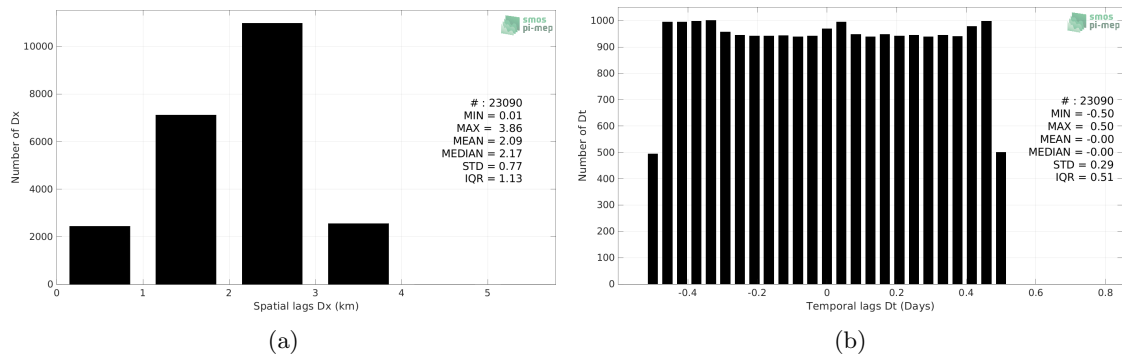 smos
pi-mep
10000
8000
6000
4000
2000
0
Number of Dx
# : 23090
MIN = 0.01
MAX = 3.86
MEAN = 2.09
MEDIAN = 2.17
STD = 0.77
IQR = 1.13
0 1 2 3 4 5
Spatial lags Dx (km)
(a)
smos
pi-mep
1000
900
800
700
600
500
400
300
200
100
0
Number of Dt
# : 23090
MIN = -0.50
MAX = 0.50
MEAN = -0.00
MEDIAN = -0.00
STD = 0.29
IQR = 0.51
-0.4 -0.2 0 0.2 0.4 0.6 0.8
Temporal lags Dt (Days)
(b)